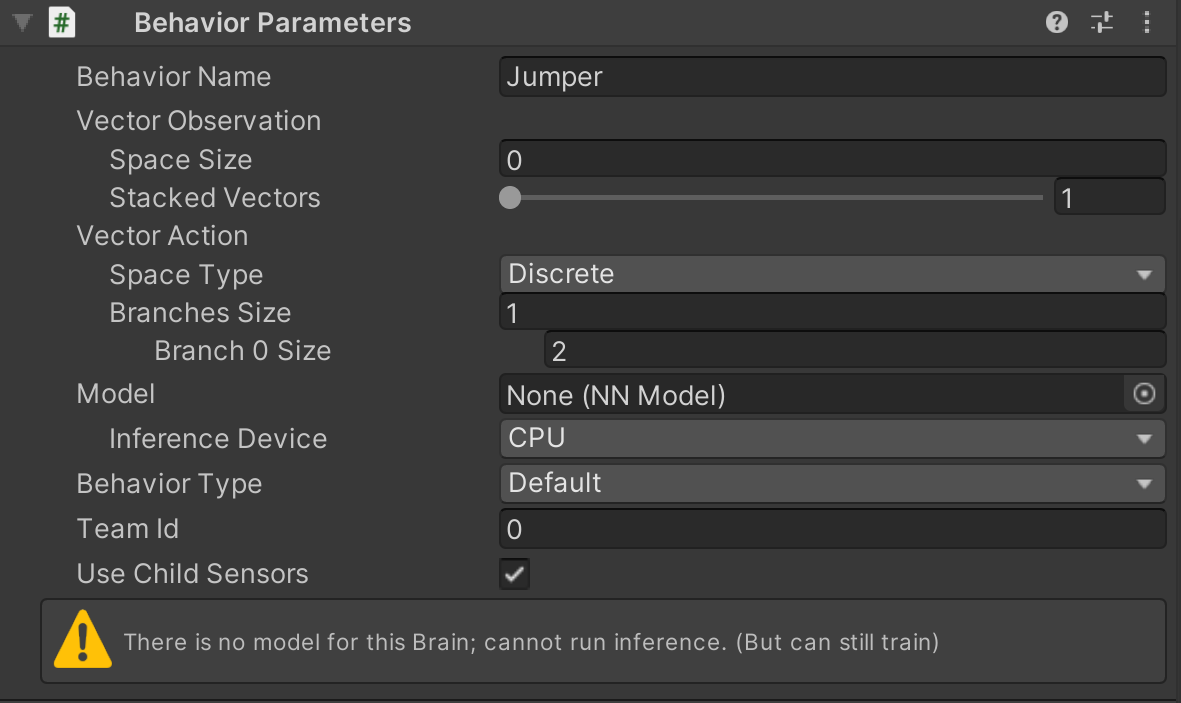 # Behavior Parameters
Behavior Name Jumper
Vector Observation
Space Size 0
Stacked Vectors 1
Vector Action
Space Type Discrete
Branches Size 1
Branch 0 Size 2
Model None (NN Model)
Inference Device CPU
Behavior Type Default
Team Id 0
Use Child Sensors
There is no model for this Brain; cannot run inference. (But can still train)